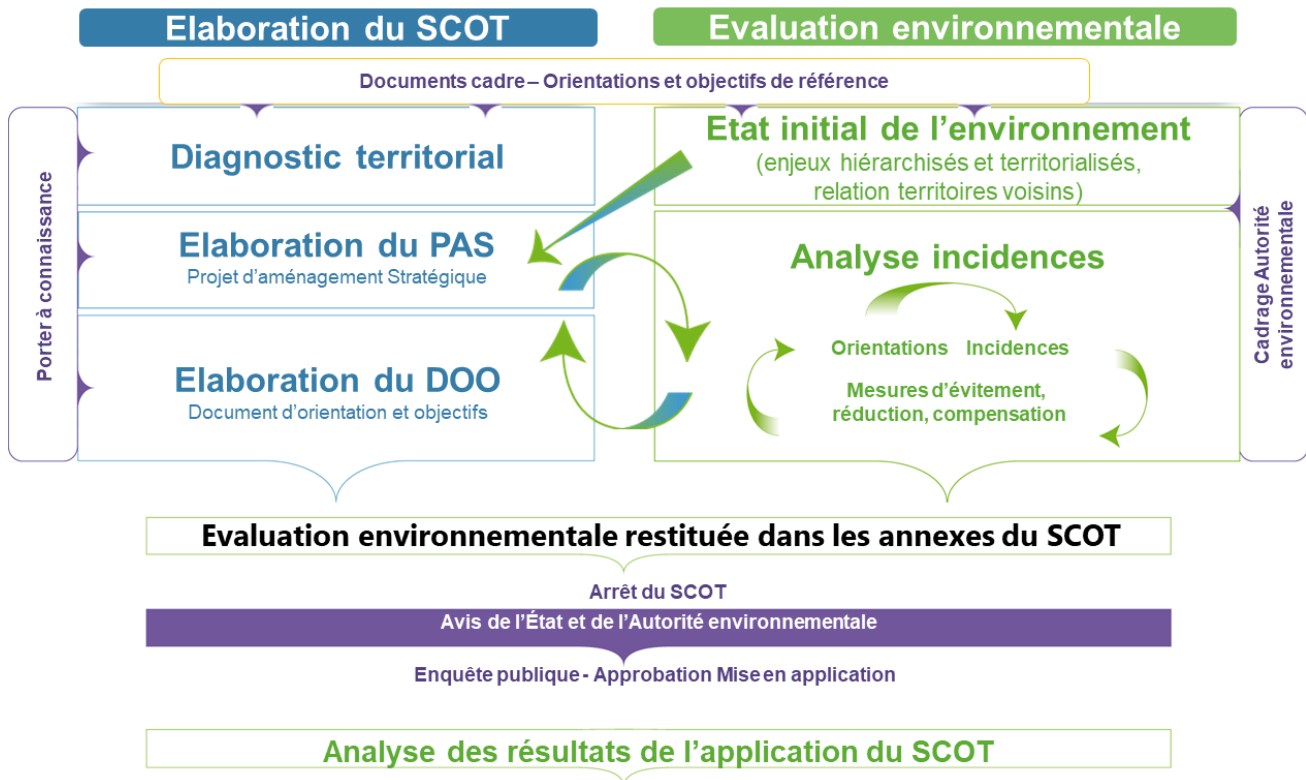 Elaboration du SCOT
Evaluation environnementale
Documents cadre – Orientations et objectifs de référence
Porter à connaissance
Diagnostic territorial
Etat initial de l'environnement
(enjeux hiérarchisés et territorialisés,
relation territoires voisins)
Cadrage Autorité
environnementale
Elaboration du PAS
Projet d'aménagement Stratégique
Analyse incidences
Orientations Incidences
Mesures d'évitement,
réduction, compensation
Elaboration du DOO
Document d'orientation et objectifs
Evaluation environnementale restituée dans les annexes du SCOT
Arrêt du SCOT
Avis de l'État et de l'Autorité environnementale
Enquête publique - Approbation Mise en application
Analyse des résultats de l'application du SCOT